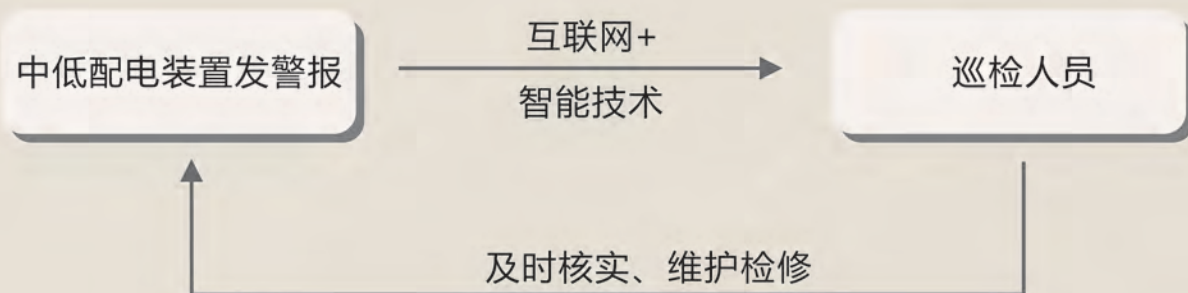 中低配电装置发警报
互联网+
智能技术
巡检人员
及时核实、维护检修